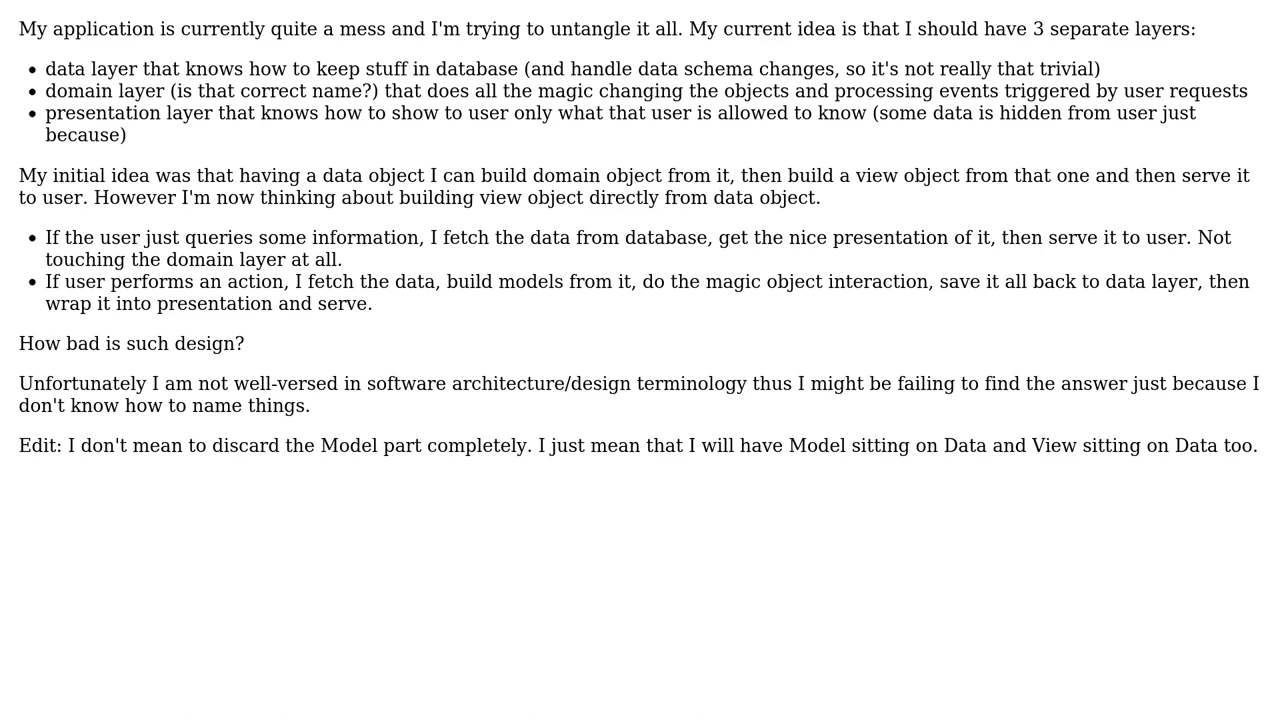 My application is currently quite a mess and I'm trying to untangle it all. My current idea is that I should have 3 separate layers:
• data layer that knows how to keep stuff in database (and handle data schema changes, so it's not really that trivial)
• domain layer (is that correct name?) that does all the magic changing the objects and processing events triggered by user requests
• presentation layer that knows how to show to user only what that user is allowed to know (some data is hidden from user just
because)
My initial idea was that having a data object I can build domain object from it, then build a view object from that one and then serve it
to user. However I'm now thinking about building view object directly from data object.
• If the user just queries some information, I fetch the data from database, get the nice presentation of it, then serve it to user. Not
touching the domain layer at all.
• If user performs an action, I fetch the data, build models from it, do the magic object interaction, save it all back to data layer, then
wrap it into presentation and serve.
How bad is such design?
Unfortunately I am not well-versed in software architecture/design terminology thus I might be failing to find the answer just because I
don't know how to name things.
Edit: I don't mean to discard the Model part completely. I just mean that I will have Model sitting on Data and View sitting on Data too.